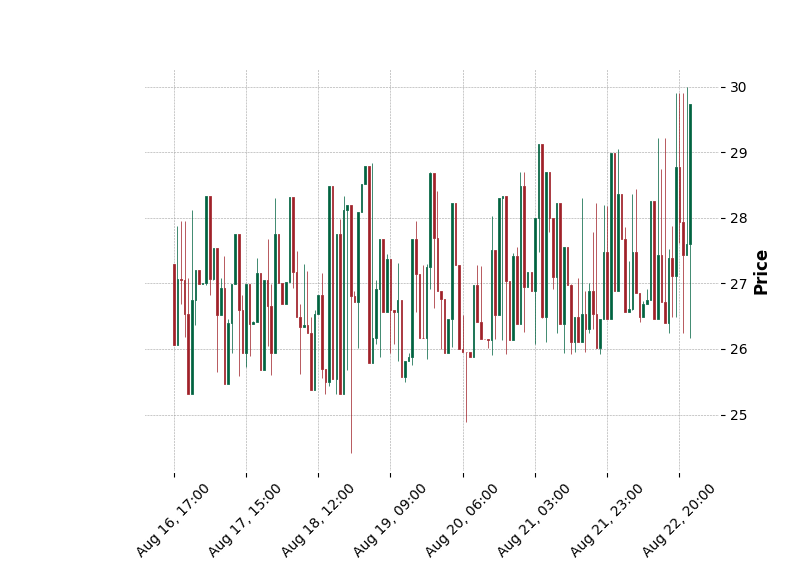 30
29
28
27
26
25
Price
Aug 16, 17:00
Aug 17, 15:00
Aug 18, 12:00
Aug 19, 09:00
Aug 20, 06:00
Aug 21, 03:00
Aug 21, 23:00
Aug 22, 20:00